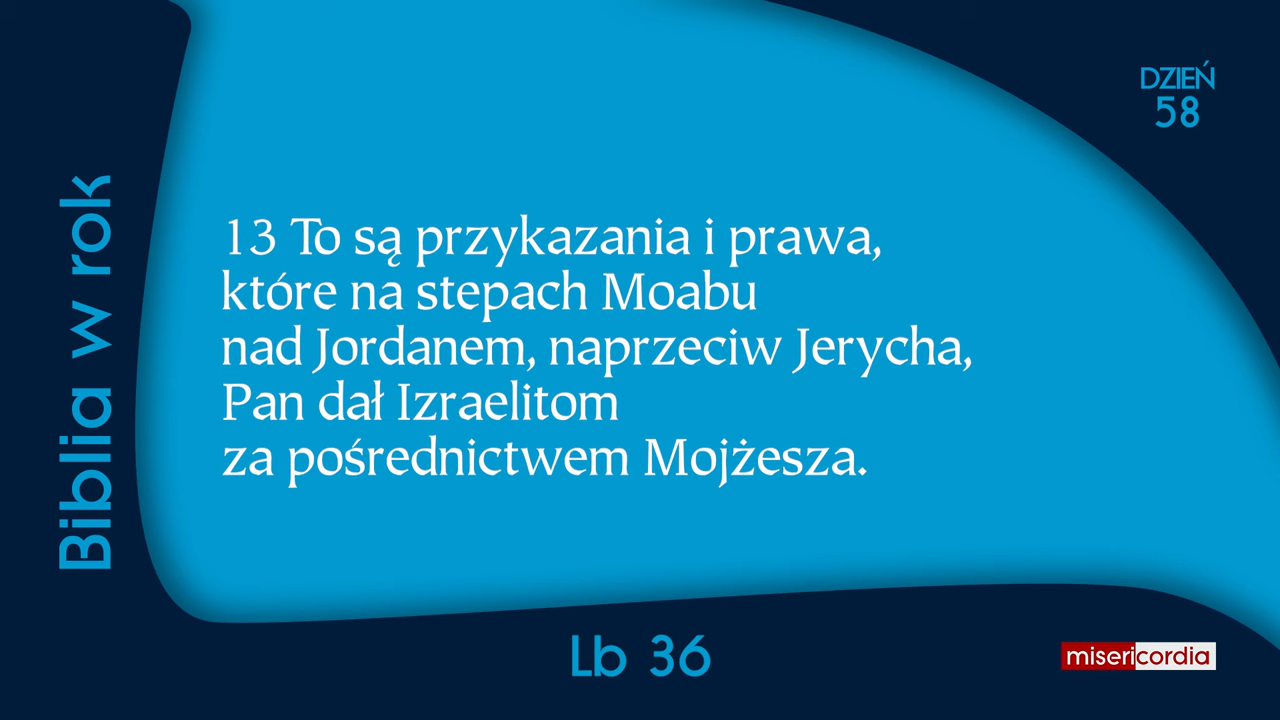 DZIEŃ
58
Biblia w rok
13 To są przykazania i prawa,
które na stepach Moabu
nad Jordanem, naprzeciw Jerycha,
Pan dał Izraelitom
za pośrednictwem Mojżesza.
Lb 36
misericordia